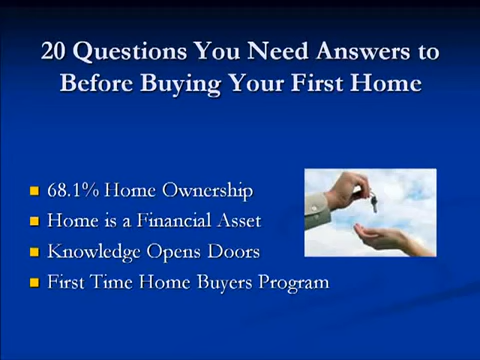 20 Questions You Need Answers to
Before Buying Your First Home
68.1% Home Ownership
Home is a Financial Asset
Knowledge Opens Doors
First Time Home Buyers Program